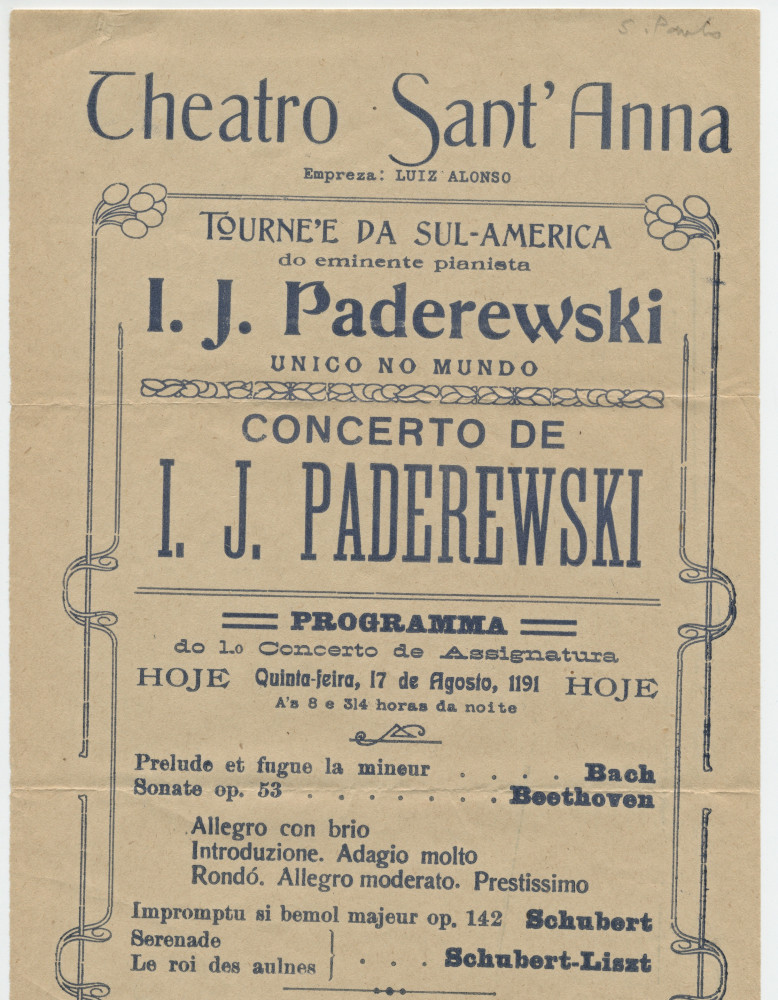 S. Paulo
Theatro Sant'Anna
Empreza: LUIZ ALONSO
TOURNE'E DA SUL-AMERICA
do eminente pianista
I. J. Paderewski
UNICO NO MUNDO
CONCERTO DE
I. J. PADEREWSKI
PROGRAMMA
do 1.o Concerto de Assignatura
HOJE Quinta-feira, 17 de Agosto, 1191 HOJE
A's 8 e 3|4 horas da noite
Prelude et fugue la mineur . . . . Bach
Sonate op. 53 . . . . . . . Beethoven
Allegro con brio
Introduzione. Adagio molto
Rondó. Allegro moderato. Prestissimo
Impromptu si bemol majeur op. 142 Schubert
Serenade
Le roi des aulnes } . . . Schubert-Liszt